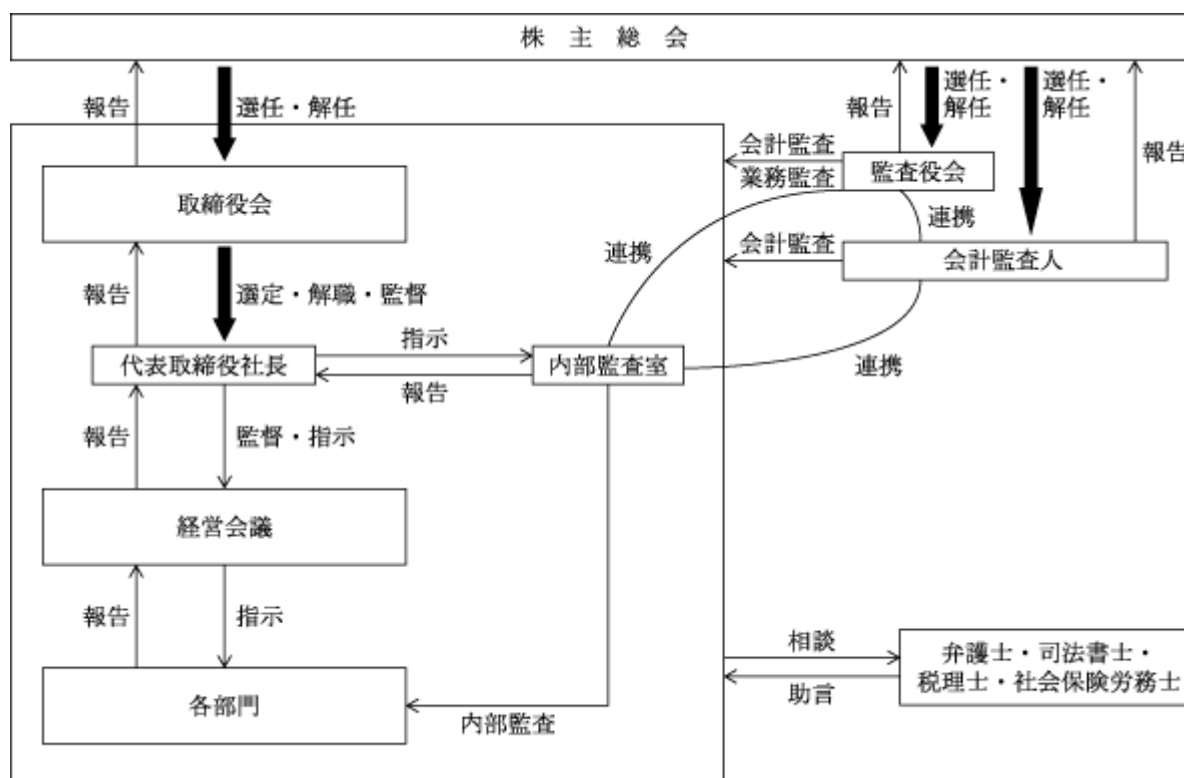 株主総会
報告
選任・解任
報告
選任・
解任
選任・
解任
報告
会計監査
業務監査
監査役会
取締役会
連携
連携
会計監査
会計監査人
報告
選定・解職・監督
指示
代表取締役社長
内部監査室
報告
連携
報告
監督・指示
経営会議
報告
指示
相談
弁護士・司法書士・
税理士・社会保険労務士
助言
各部門
内部監査